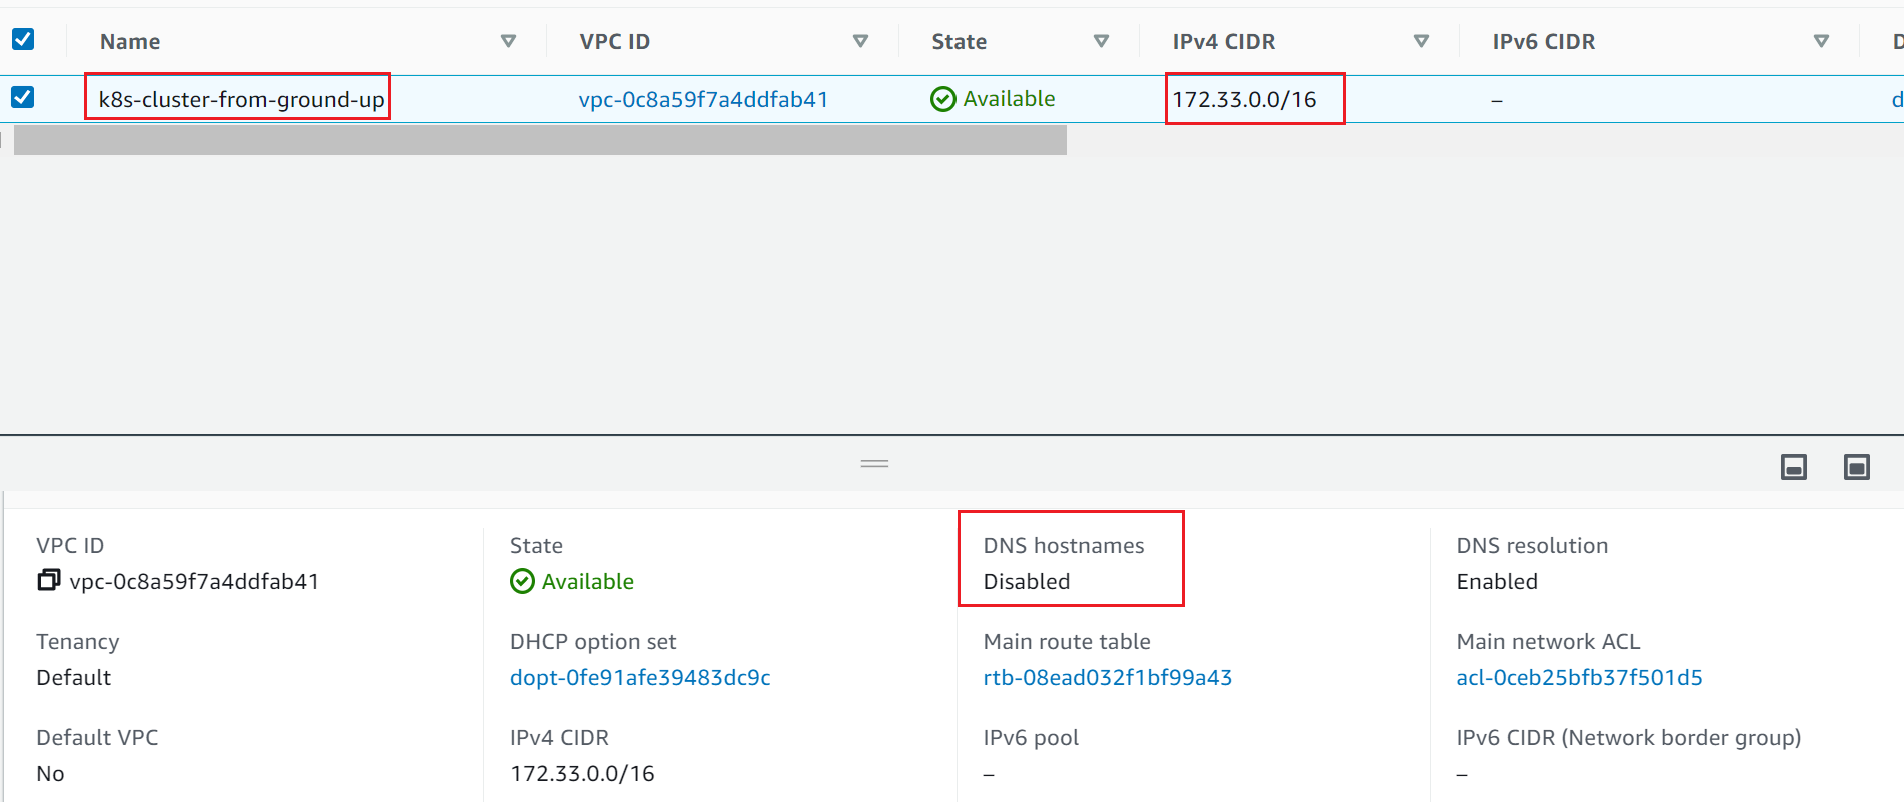 Name VPC ID State IPv4 CIDR IPv6 CIDR D
k8s-cluster-from-ground-up vpc-0c8a59f7a4ddfab41 Available 172.33.0.0/16 – d
VPC ID State DNS hostnames DNS resolution
vpc-0c8a59f7a4ddfab41 Available Disabled Enabled
Tenancy DHCP option set Main route table Main network ACL
Default dopt-0fe91afe39483dc9c rtb-08ead032f1bf99a43 acl-0ceb25bfb37f501d5
Default VPC IPv4 CIDR IPv6 pool IPv6 CIDR (Network border group)
No 172.33.0.0/16 – –